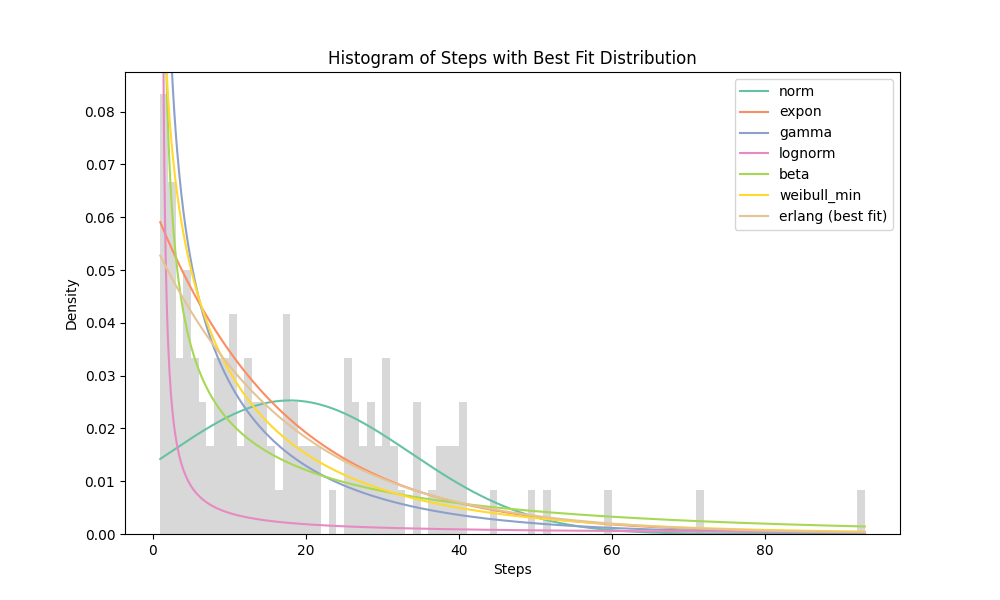 Histogram of Steps with Best Fit Distribution
norm
expon
gamma
lognorm
beta
weibull_min
erlang (best fit)
0.08
0.07
0.06
0.05
0.04
0.03
0.02
0.01
0.00
Density
0 20 40 60 80
Steps